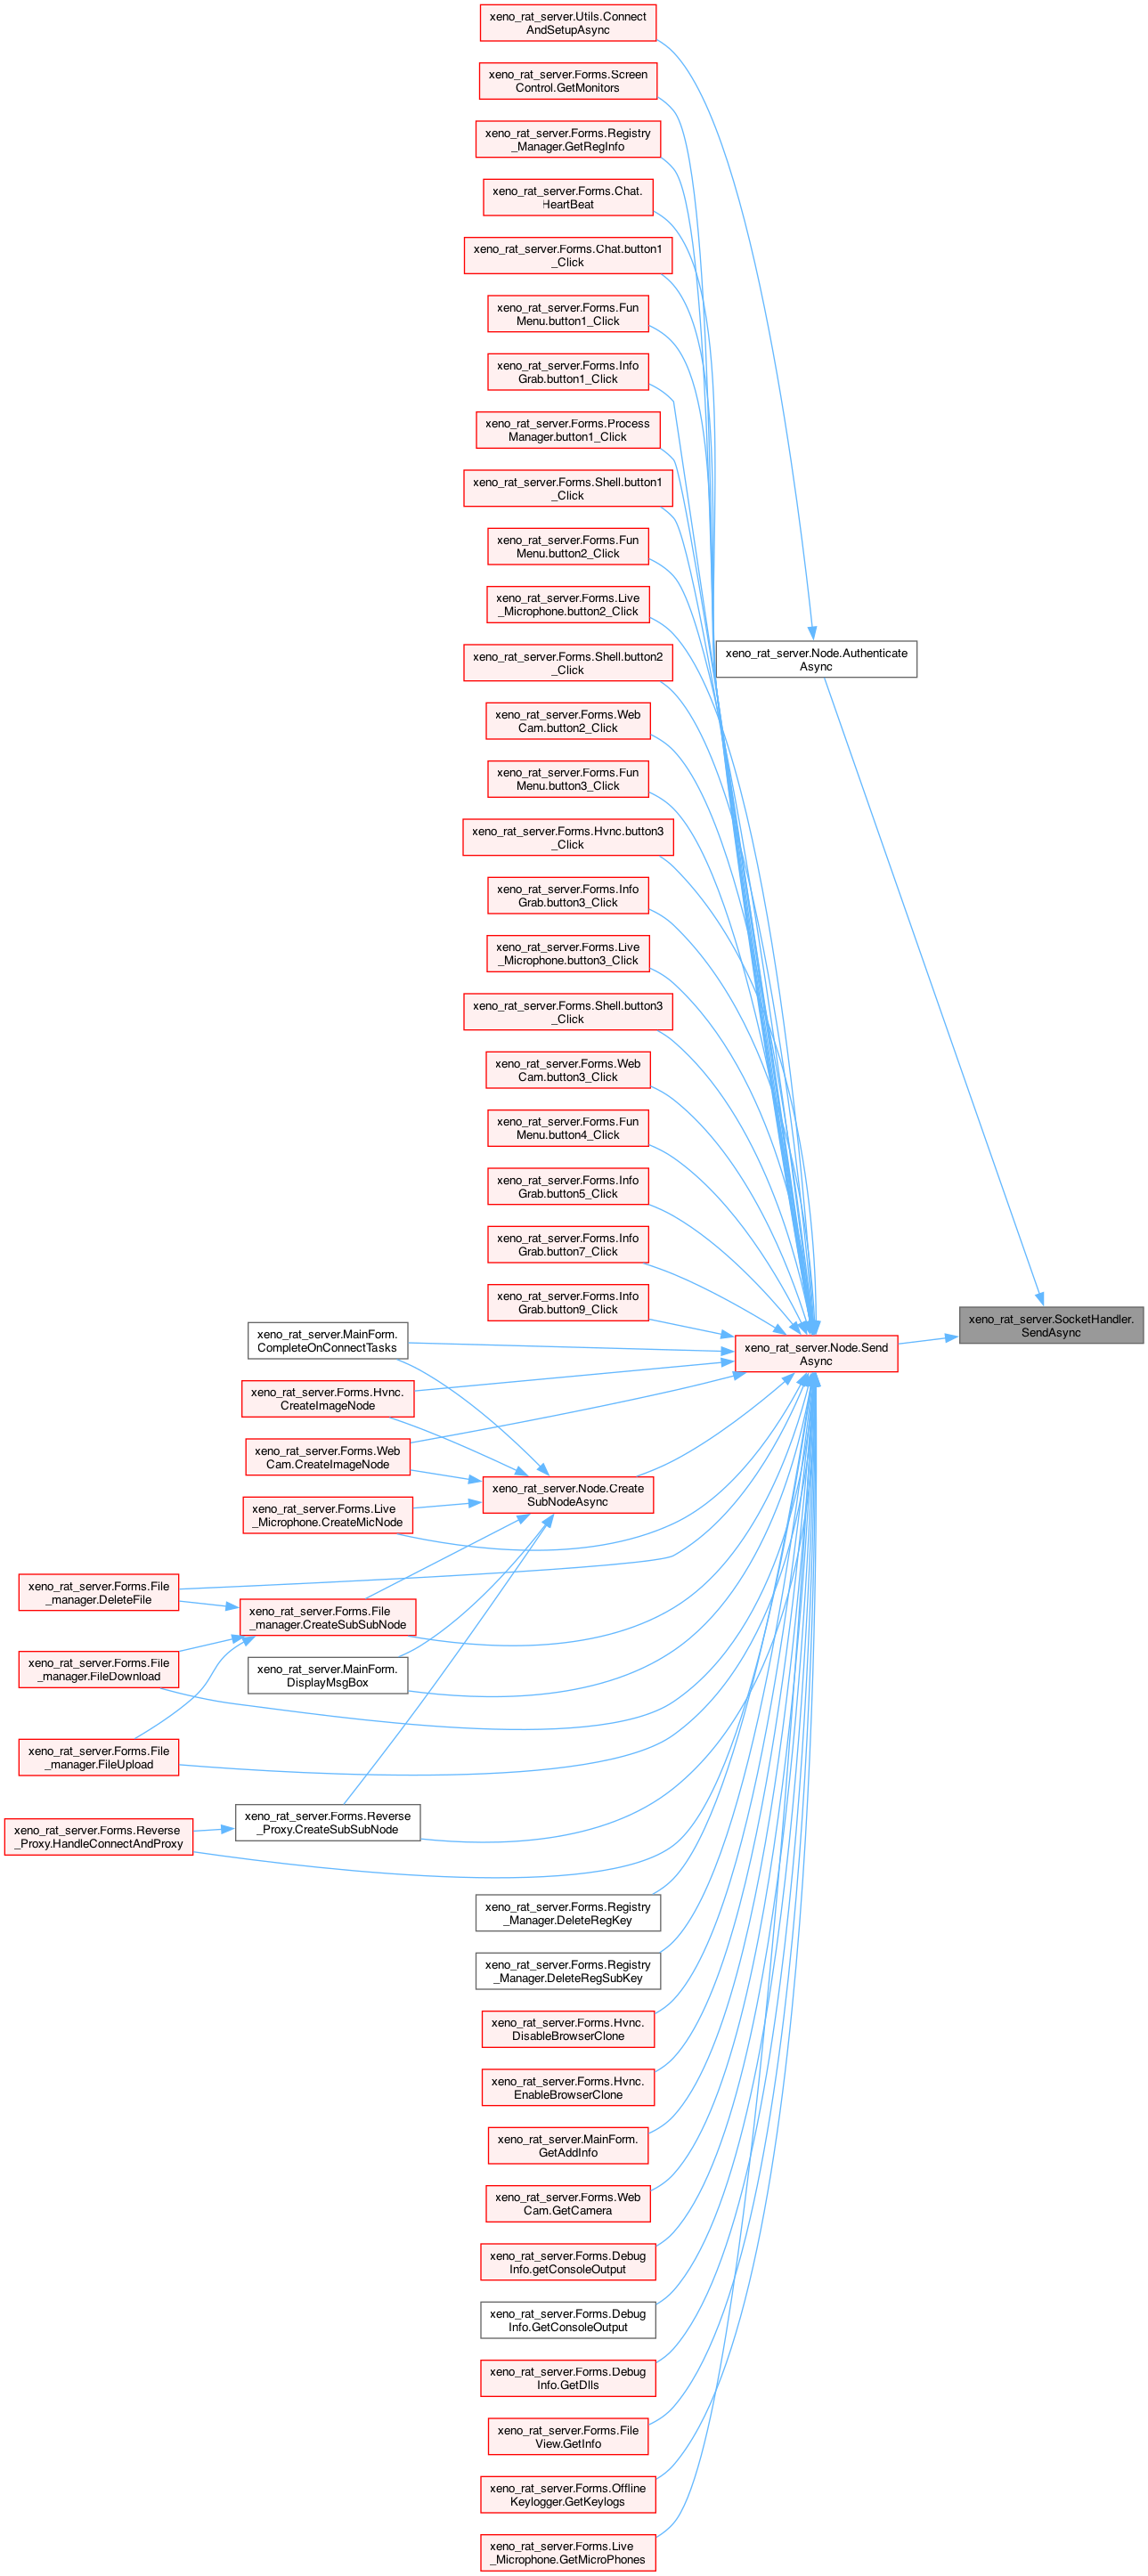 xeno_rat_server.Utils.Connect
AndSetupAsync
xeno_rat_server.Forms.Screen
Control.GetMonitors
xeno_rat_server.Forms.Registry
_Manager.GetRegInfo
xeno_rat_server.Forms.Chat.
HeartBeat
xeno_rat_server.Forms.Chat.button1
_Click
xeno_rat_server.Forms.Fun
Menu.button1_Click
xeno_rat_server.Forms.Info
Grab.button1_Click
xeno_rat_server.Forms.Process
Manager.button1_Click
xeno_rat_server.Forms.Shell.button1
_Click
xeno_rat_server.Forms.Fun
Menu.button2_Click
xeno_rat_server.Forms.Live
_Microphone.button2_Click
xeno_rat_server.Node.Authenticate
Async
xeno_rat_server.Forms.Shell.button2
_Click
xeno_rat_server.Forms.Web
Cam.button2_Click
xeno_rat_server.Forms.Fun
Menu.button3_Click
xeno_rat_server.Forms.Hvnc.button3
_Click
xeno_rat_server.Forms.Info
Grab.button3_Click
xeno_rat_server.Forms.Live
_Microphone.button3_Click
xeno_rat_server.Forms.Shell.button3
_Click
xeno_rat_server.Forms.Web
Cam.button3_Click
xeno_rat_server.Forms.Fun
Menu.button4_Click
xeno_rat_server.Forms.Info
Grab.button5_Click
xeno_rat_server.Forms.Info
Grab.button7_Click
xeno_rat_server.Forms.Info
Grab.button9_Click
xeno_rat_server.SocketHandler.
SendAsync
xeno_rat_server.MainForm.
CompleteOnConnectTasks
xeno_rat_server.Node.Send
Async
xeno_rat_server.Forms.Hvnc.
CreateImageNode
xeno_rat_server.Forms.Web
Cam.CreateImageNode
xeno_rat_server.Node.Create
SubNodeAsync
xeno_rat_server.Forms.Live
_Microphone.CreateMicNode
xeno_rat_server.Forms.File
_manager.DeleteFile
xeno_rat_server.Forms.File
_manager.CreateSubSubNode
xeno_rat_server.Forms.File
_manager.FileDownload
xeno_rat_server.MainForm.
DisplayMsgBox
xeno_rat_server.Forms.File
_manager.FileUpload
xeno_rat_server.Forms.Reverse
_Proxy.CreateSubSubNode
xeno_rat_server.Forms.Reverse
_Proxy.HandleConnectAndProxy
xeno_rat_server.Forms.Registry
_Manager.DeleteRegKey
xeno_rat_server.Forms.Registry
_Manager.DeleteRegSubKey
xeno_rat_server.Forms.Hvnc.
DisableBrowserClone
xeno_rat_server.Forms.Hvnc.
EnableBrowserClone
xeno_rat_server.MainForm.
GetAddInfo
xeno_rat_server.Forms.Web
Cam.GetCamera
xeno_rat_server.Forms.Debug
Info.getConsoleOutput
xeno_rat_server.Forms.Debug
Info.GetConsoleOutput
xeno_rat_server.Forms.Debug
Info.GetDlls
xeno_rat_server.Forms.File
View.GetInfo
xeno_rat_server.Forms.Offline
Keylogger.GetKeylogs
xeno_rat_server.Forms.Live
_Microphone.GetMicroPhones